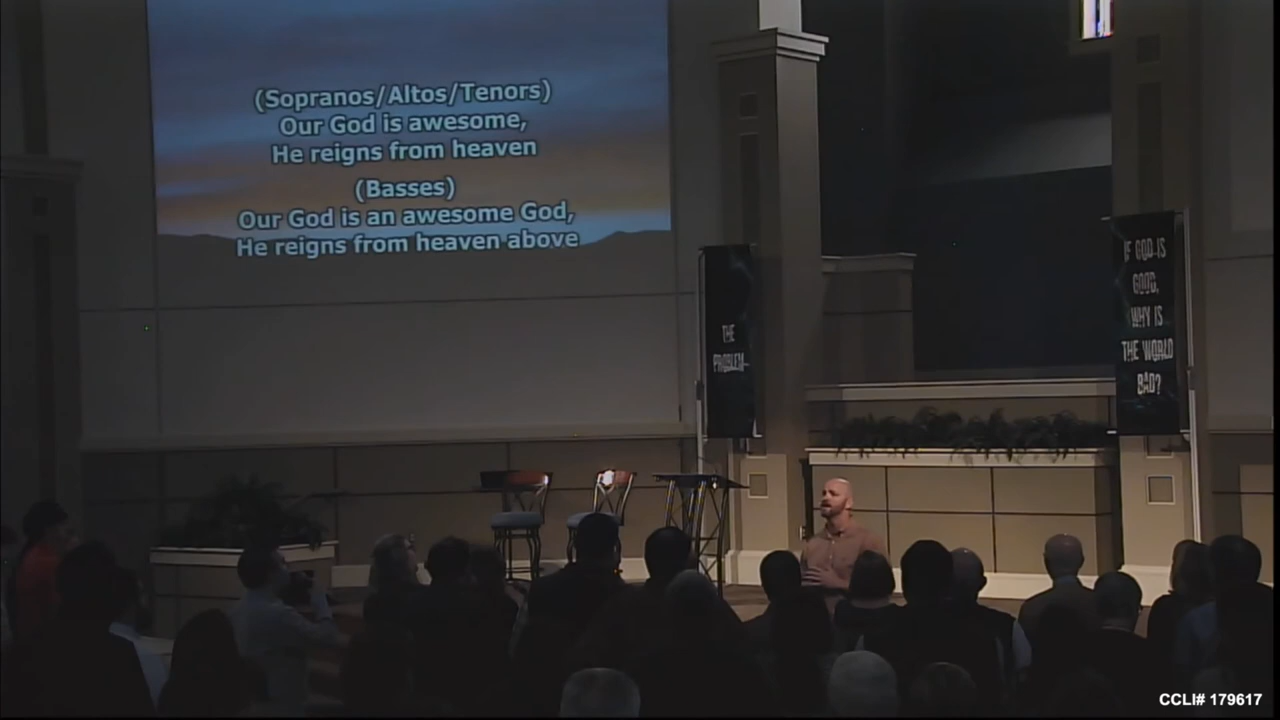 (Sopranos/Altos/Tenors)
Our God is awesome,
He reigns from heaven
(Basses)
Our God is an awesome God,
He reigns from heaven above
THE
PROBLEM–
IF GOD IS
GOOD,
WHY IS
THE WORLD
BAD?
CCLI# 179617